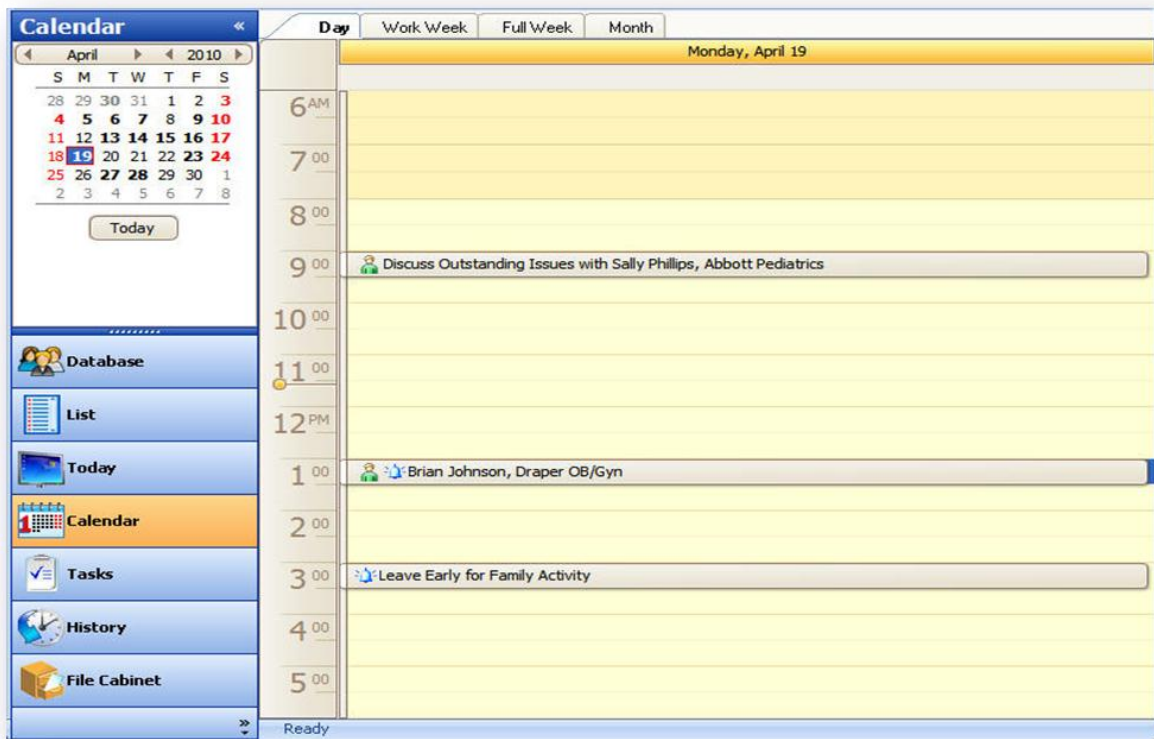 Calendar «
April 2010
S M T W T F S
28 29 30 31 1 2 3
4 5 6 7 8 9 10
11 12 13 14 15 16 17
18 19 20 21 22 23 24
25 26 27 28 29 30 1
2 3 4 5 6 7 8
Today
Database
List
Today
1 Calendar
Tasks
History
File Cabinet
Day Work Week Full Week Month
Monday, April 19
6 AM
7 00
8 00
9 00 Discuss Outstanding Issues with Sally Phillips, Abbott Pediatrics
10 00
11 00
12 PM
1 00 Brian Johnson, Draper OB/Gyn
2 00
3 00 Leave Early for Family Activity
4 00
5 00
Ready